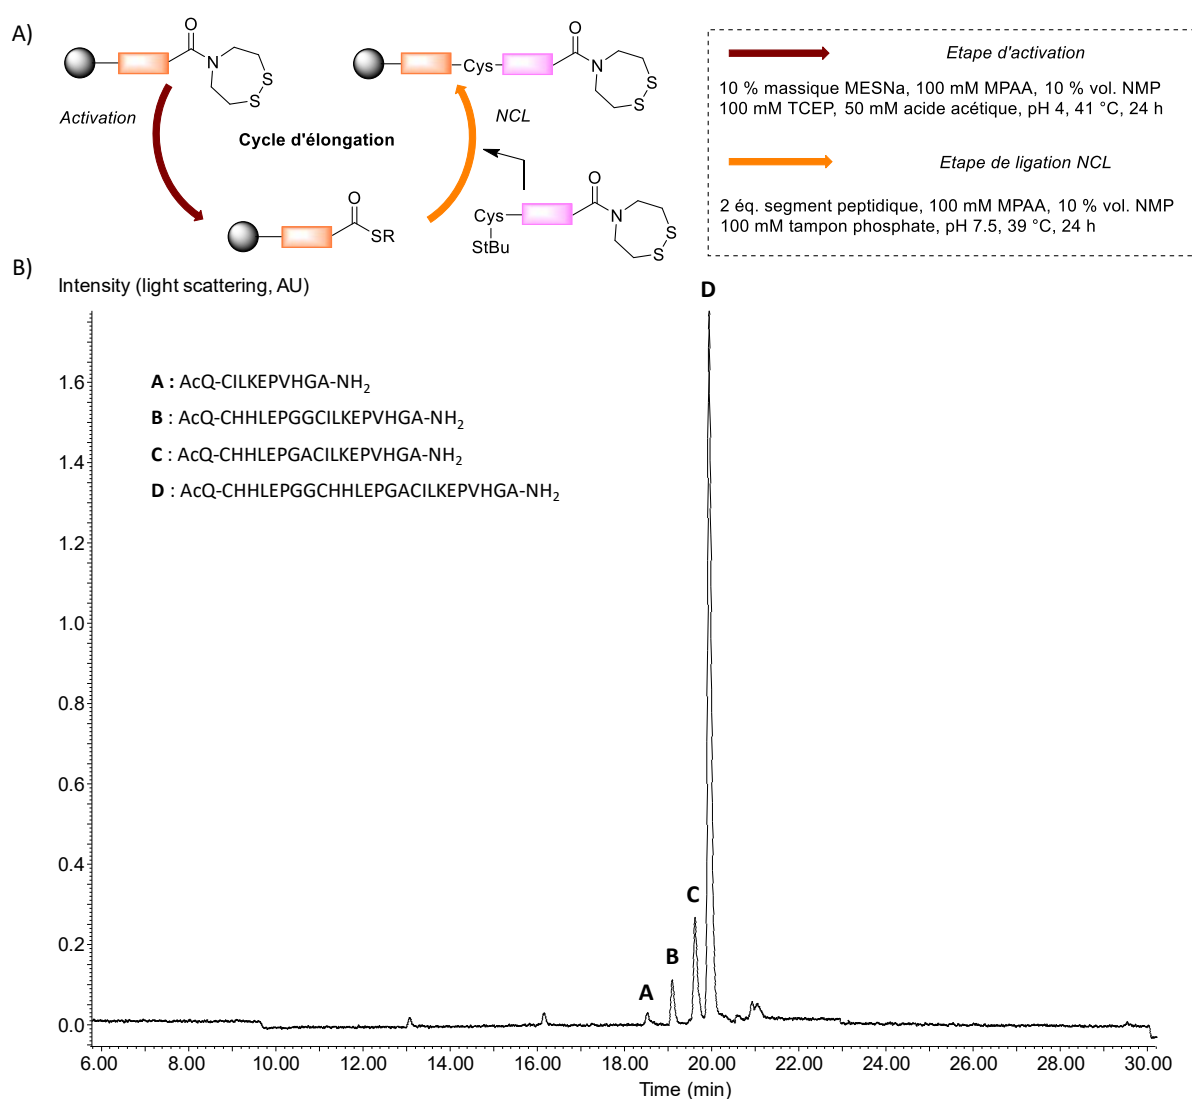 A)
O
N
S
S
Activation
Cycle d'élongation
O
SR
Cys
O
N
S
S
NCL
Cys
StBu
O
N
S
S
Etape d'activation
10 % massique MESNa, 100 mM MPAA, 10 % vol. NMP
100 mM TCEP, 50 mM acide acétique, pH 4, 41 °C, 24 h
Etape de ligation NCL
2 éq. segment peptidique, 100 mM MPAA, 10 % vol. NMP
100 mM tampon phosphate, pH 7.5, 39 °C, 24 h
B)
Intensity (light scattering, AU)
A : AcQ-CILKEPVHGA-NH2
B : AcQ-CHHLEPGGCILKEPVHGA-NH2
C : AcQ-CHHLEPGACILKEPVHGA-NH2
D : AcQ-CHHLEPGGCHHLEPGACILKEPVHGA-NH2
D
C
B
A
1.6
1.4
1.2
1.0
0.8
0.6
0.4
0.2
0.0
6.00 8.00 10.00 12.00 14.00 16.00 18.00 20.00 22.00 24.00 26.00 28.00 30.00
Time (min)